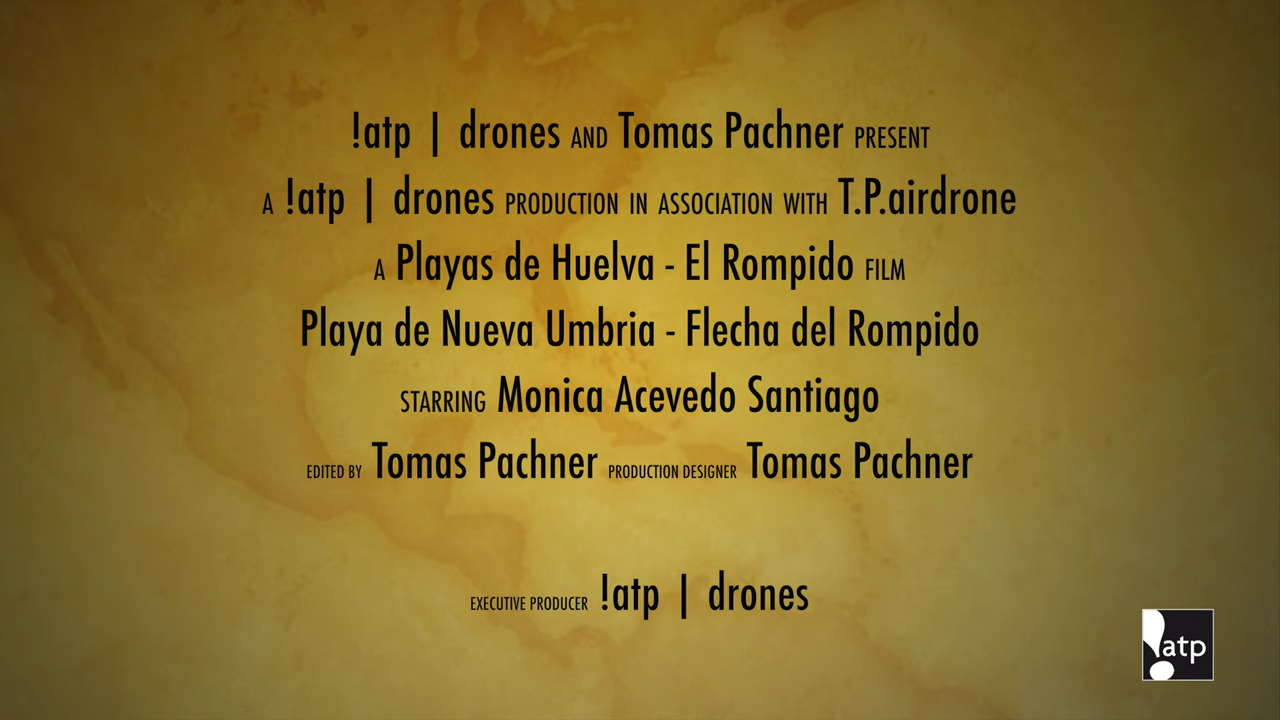 !atp | drones AND Tomas Pachner PRESENT
A !atp | drones PRODUCTION IN ASSOCIATION WITH T.P.airdrone
A Playas de Huelva - El Rompido FILM
Playa de Nueva Umbria - Flecha del Rompido
STARRING Monica Acevedo Santiago
EDITED BY Tomas Pachner PRODUCTION DESIGNER Tomas Pachner
EXECUTIVE PRODUCER !atp | drones
!atp